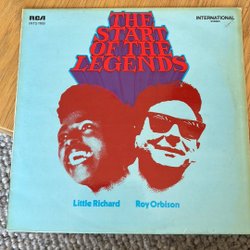 RCA
INTERNATIONAL
THE
START
OF THE
LEGENDS
Little Richard
Roy Orbison